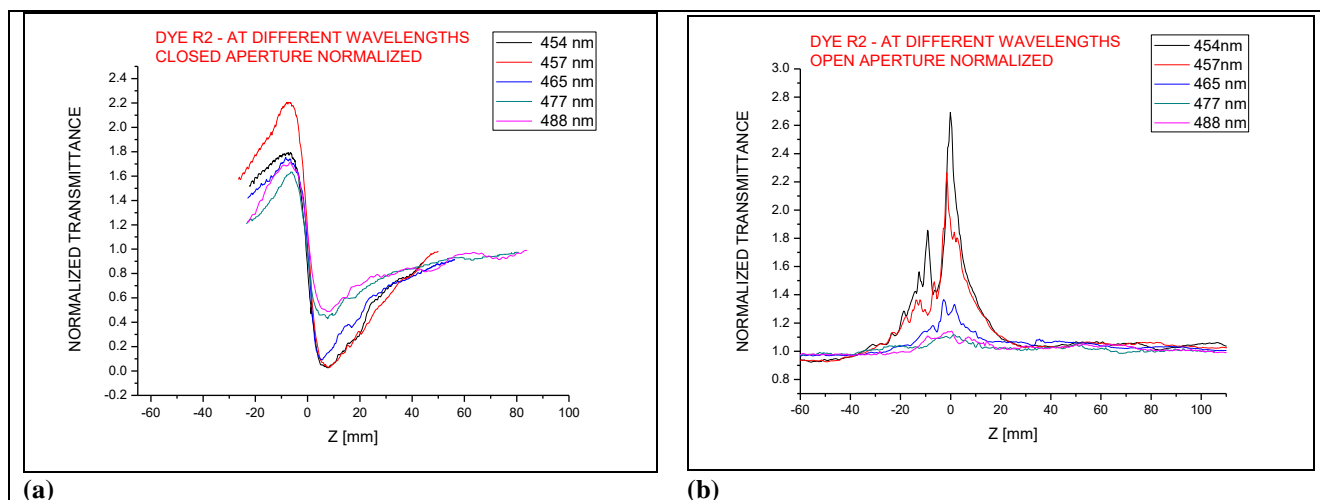 DYE R2 - AT DIFFERENT WAVELENGTHS
CLOSED APERTURE NORMALIZED
454 nm
457 nm
465 nm
477 nm
488 nm
NORMALIZED TRANSMITTANCE
2.4
2.2
2.0
1.8
1.6
1.4
1.2
1.0
0.8
0.6
0.4
0.2
0.0
-0.2
-60 -40 -20 0 20 40 60 80 100
Z [mm]
(a)
DYE R2 - AT DIFFERENT WAVELENGTHS
OPEN APERTURE NORMALIZED
454nm
457nm
465 nm
477 nm
488 nm
NORMALIZED TRANSMITTANCE
3.0
2.8
2.6
2.4
2.2
2.0
1.8
1.6
1.4
1.2
1.0
0.8
-60 -40 -20 0 20 40 60 80 100
Z [mm]
(b)